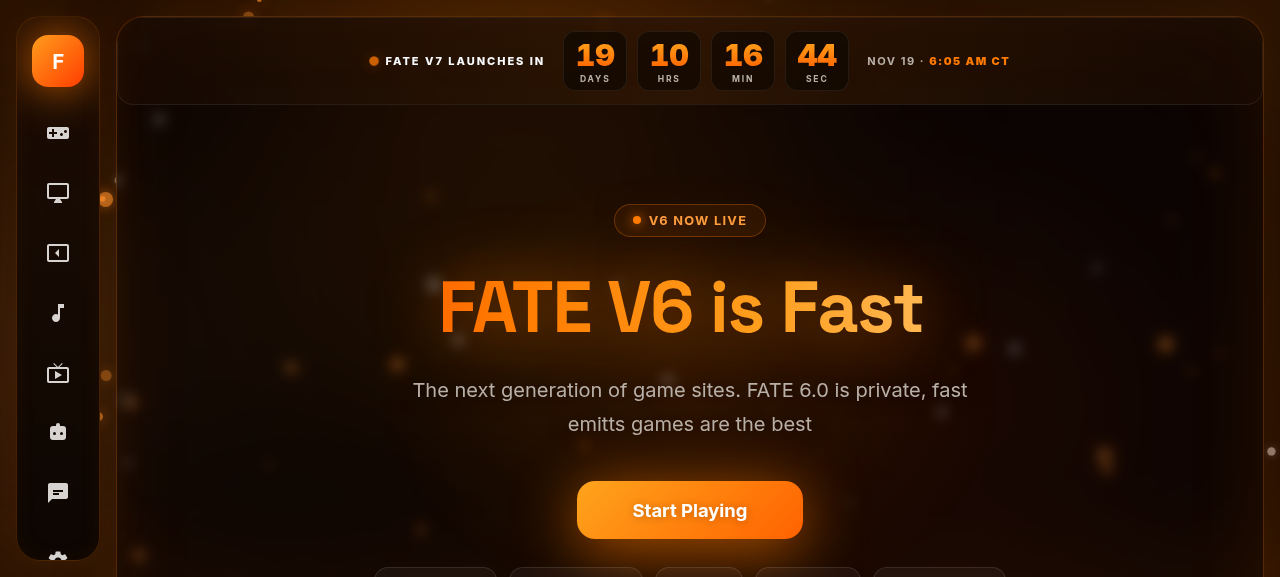 F
FATE V7 LAUNCHES IN
19
DAYS
10
HRS
16
MIN
44
SEC
NOV 19 · 6:05 AM CT
V6 NOW LIVE
FATE V6 is Fast
The next generation of game sites. FATE 6.0 is private, fast
emitts games are the best
Start Playing